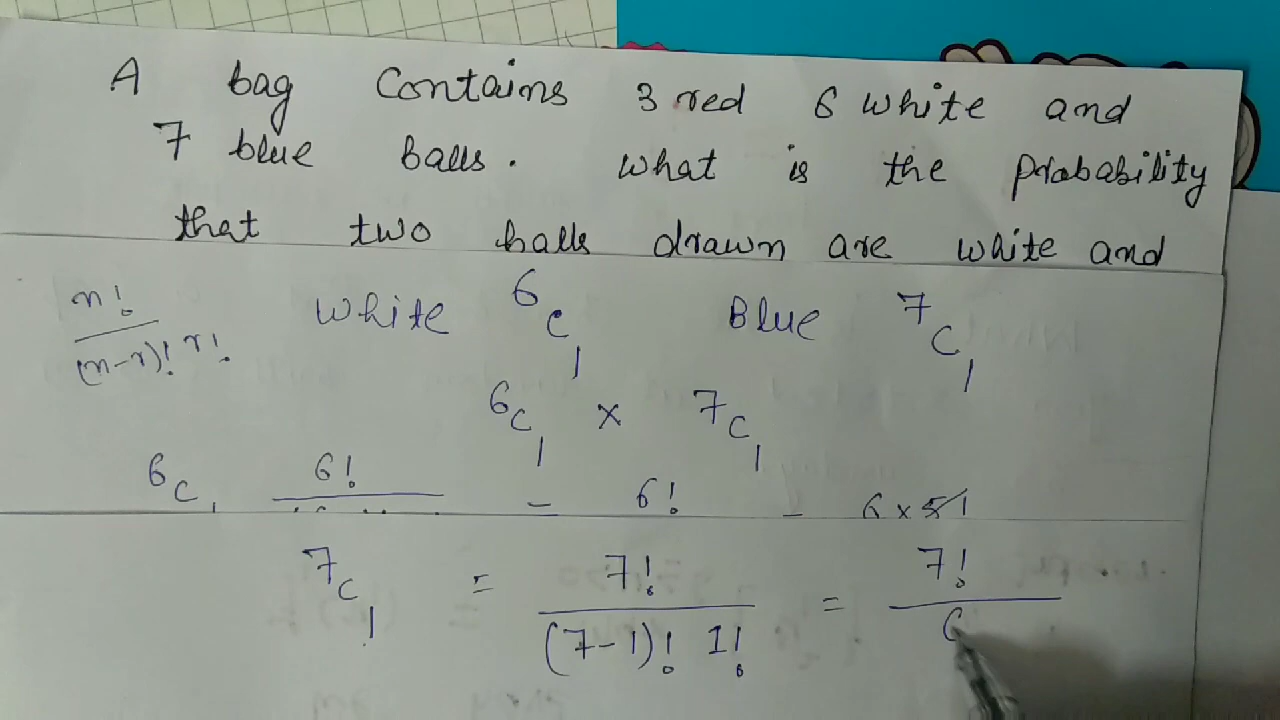 A bag Contains 3 red 6 white and
7 blue balls. What is the probability
that two balls drawn are white and
n! / (n-r)! r! White 6C1 Blue 7C1
6C1 × 7C1
6C1 6! = 6! = 6 × 5!
7C1 = 7! / (7-1)! 1! = 7! / 6